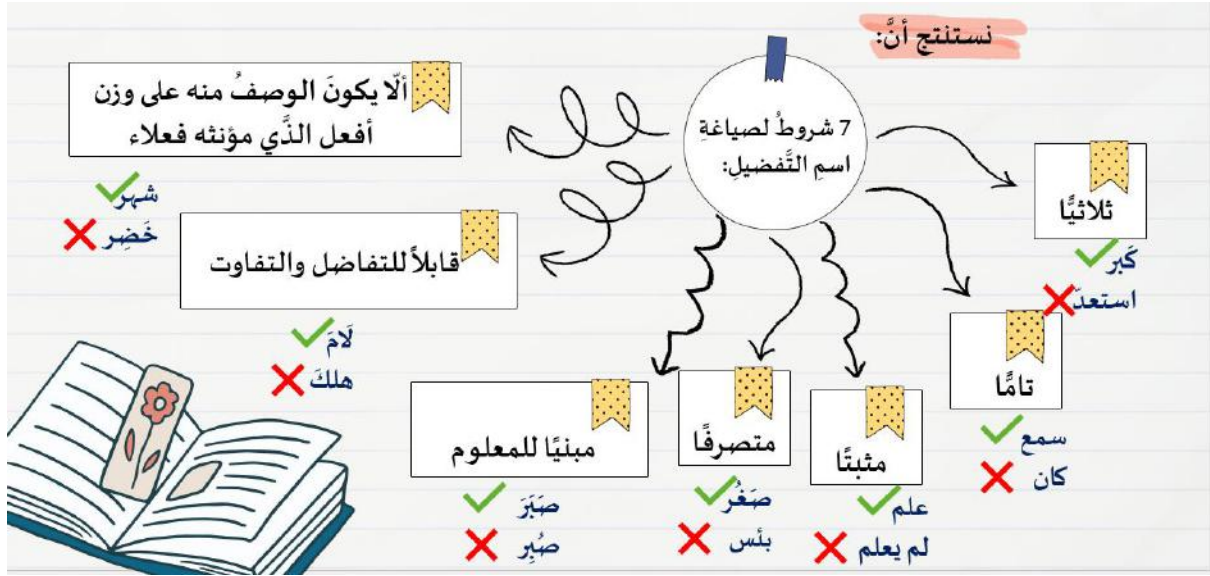 نستنتج أنَّ:
7 شروطُ لصياغةِ
اسمِ التَّفضيلِ:
ثلاثيًّا
كَبر
استعدّ
تامًّا
سمع
كان
مثبتًا
علم
لم يعلم
متصرفًا
صَغُر
بئس
مبنيًا للمعلوم
صَبَرَ
صُبِر
قابلاً للتفاضل والتفاوت
لَامَ
هلكَ
ألّا يكونَ الوصفُ منه على وزن
أفعل الذَّي مؤنثه فعلاء
شهر
خَضِر